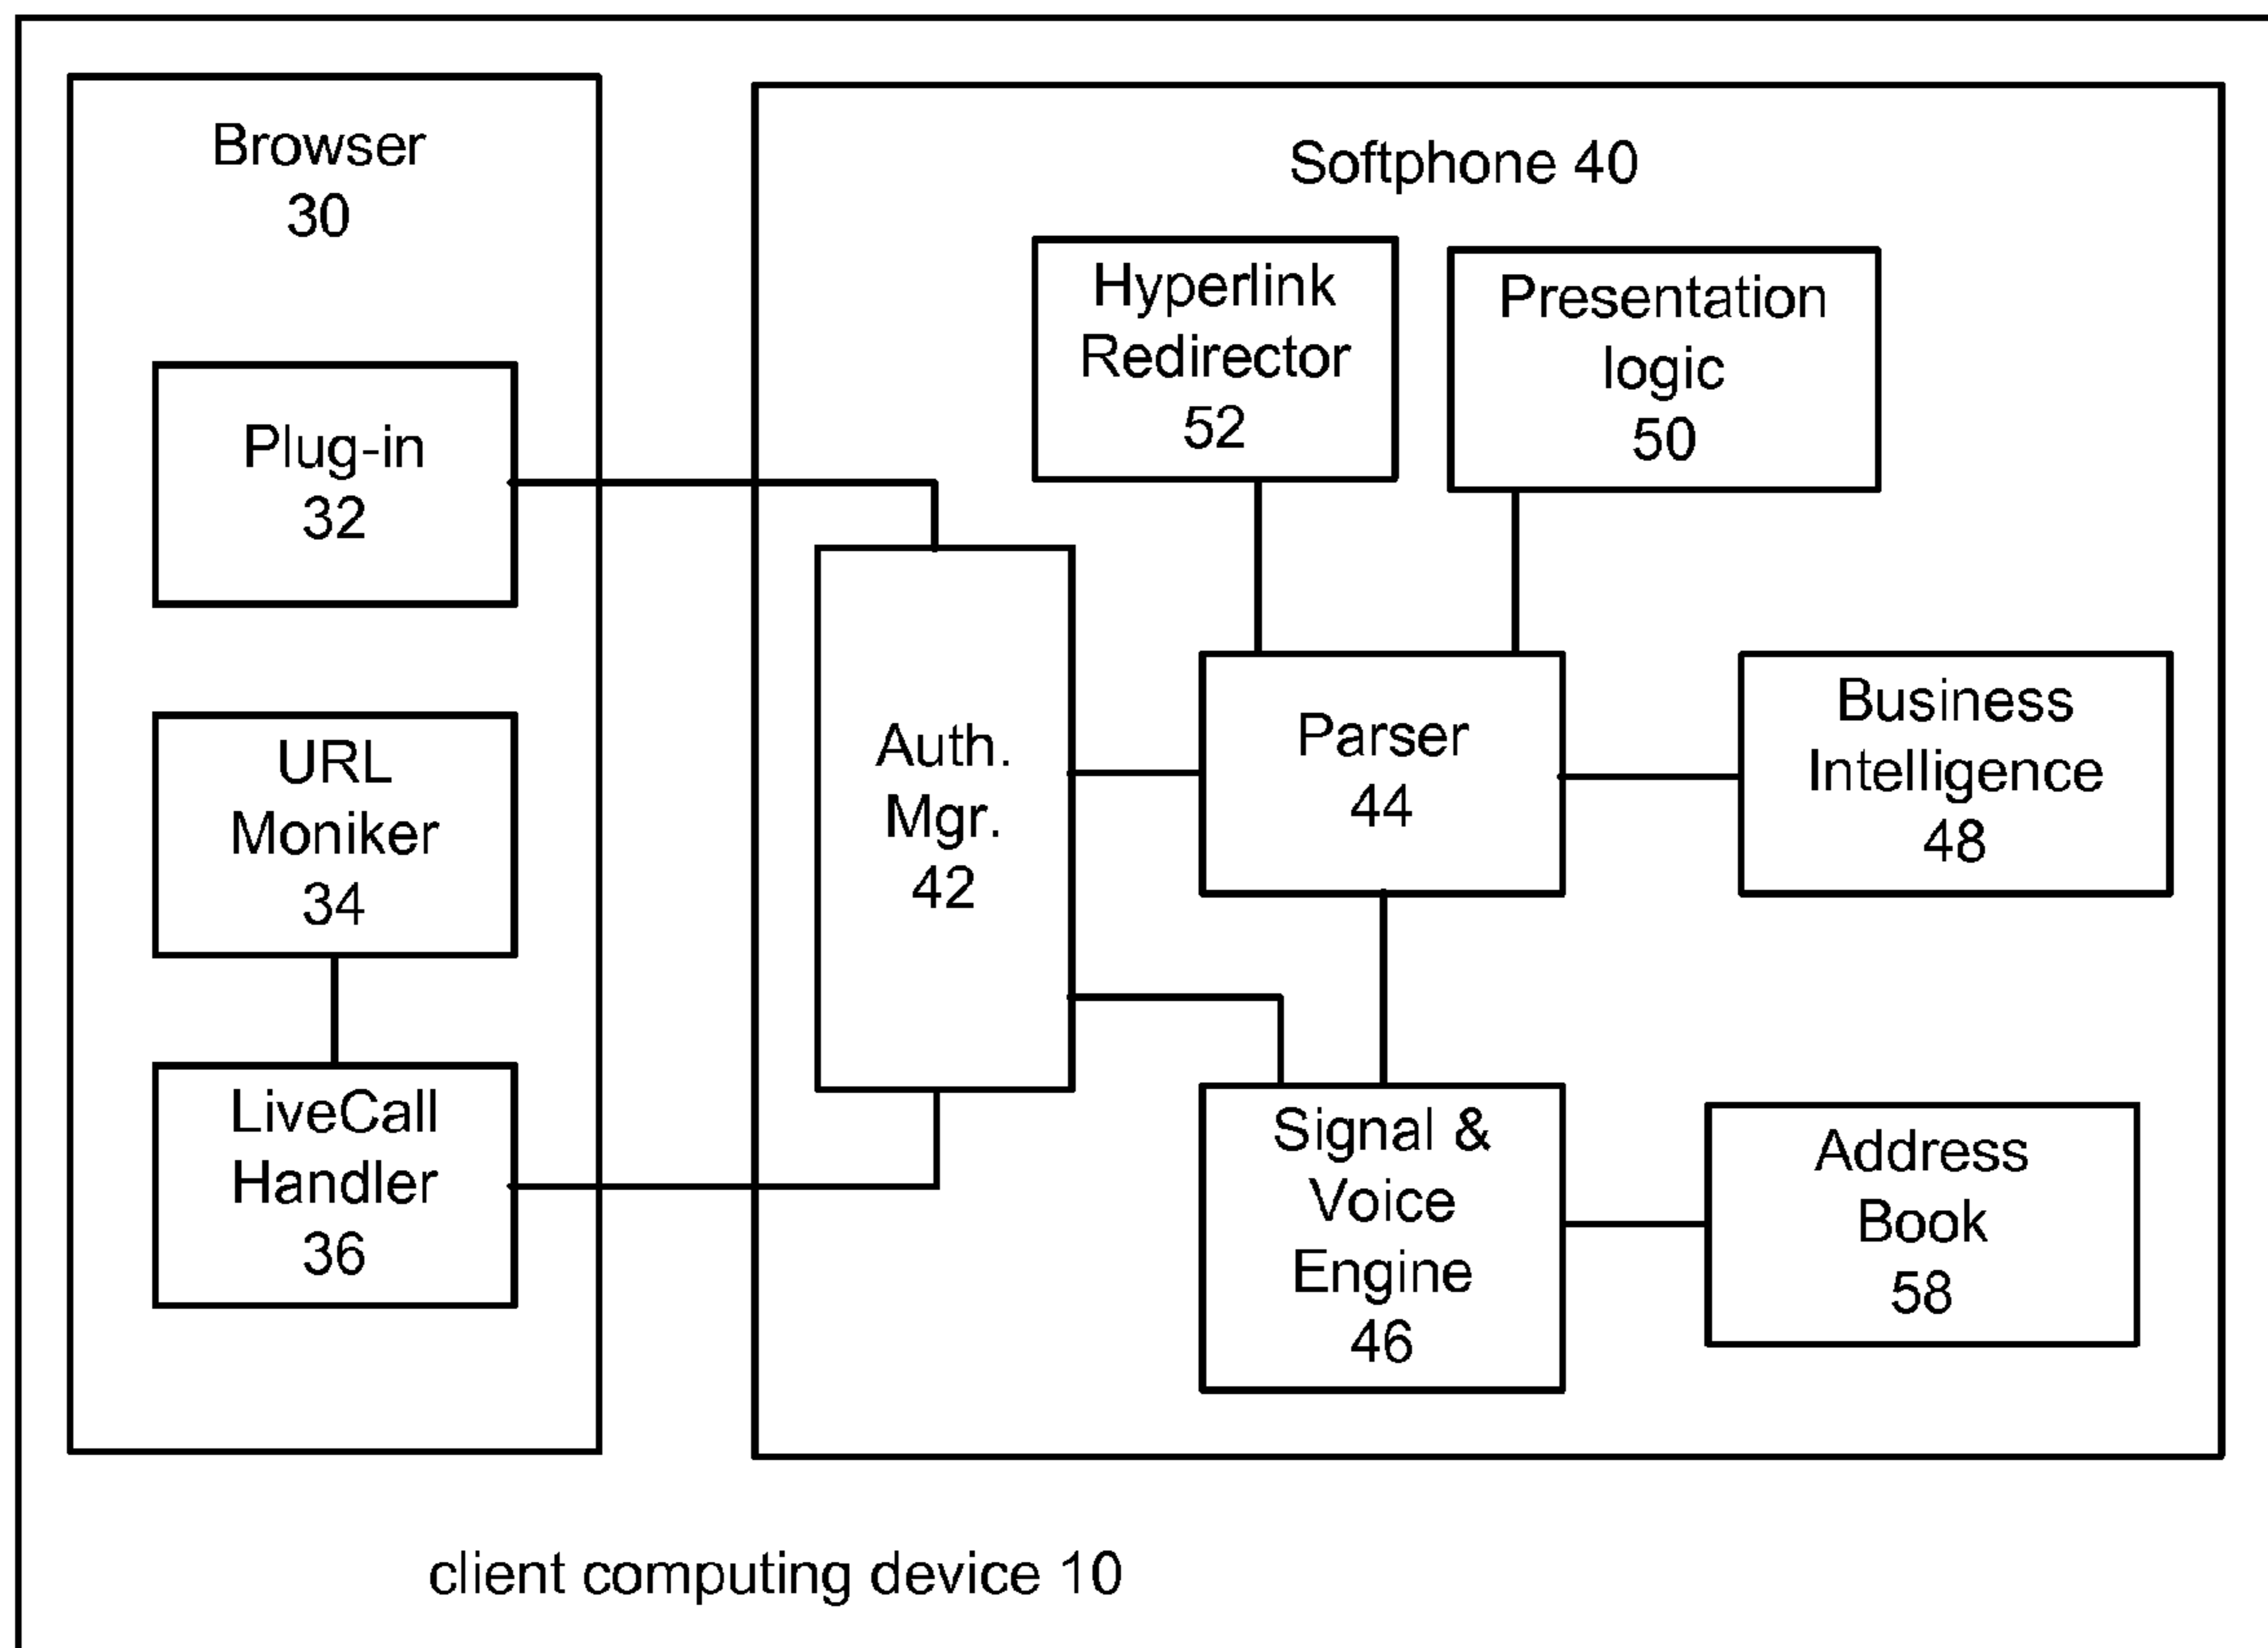 Browser
30
Plug-in
32
URL
Moniker
34
LiveCall
Handler
36
Softphone 40
Hyperlink
Redirector
52
Presentation
logic
50
Auth.
Mgr.
42
Parser
44
Business
Intelligence
48
Signal &
Voice
Engine
46
Address
Book
58
client computing device 10